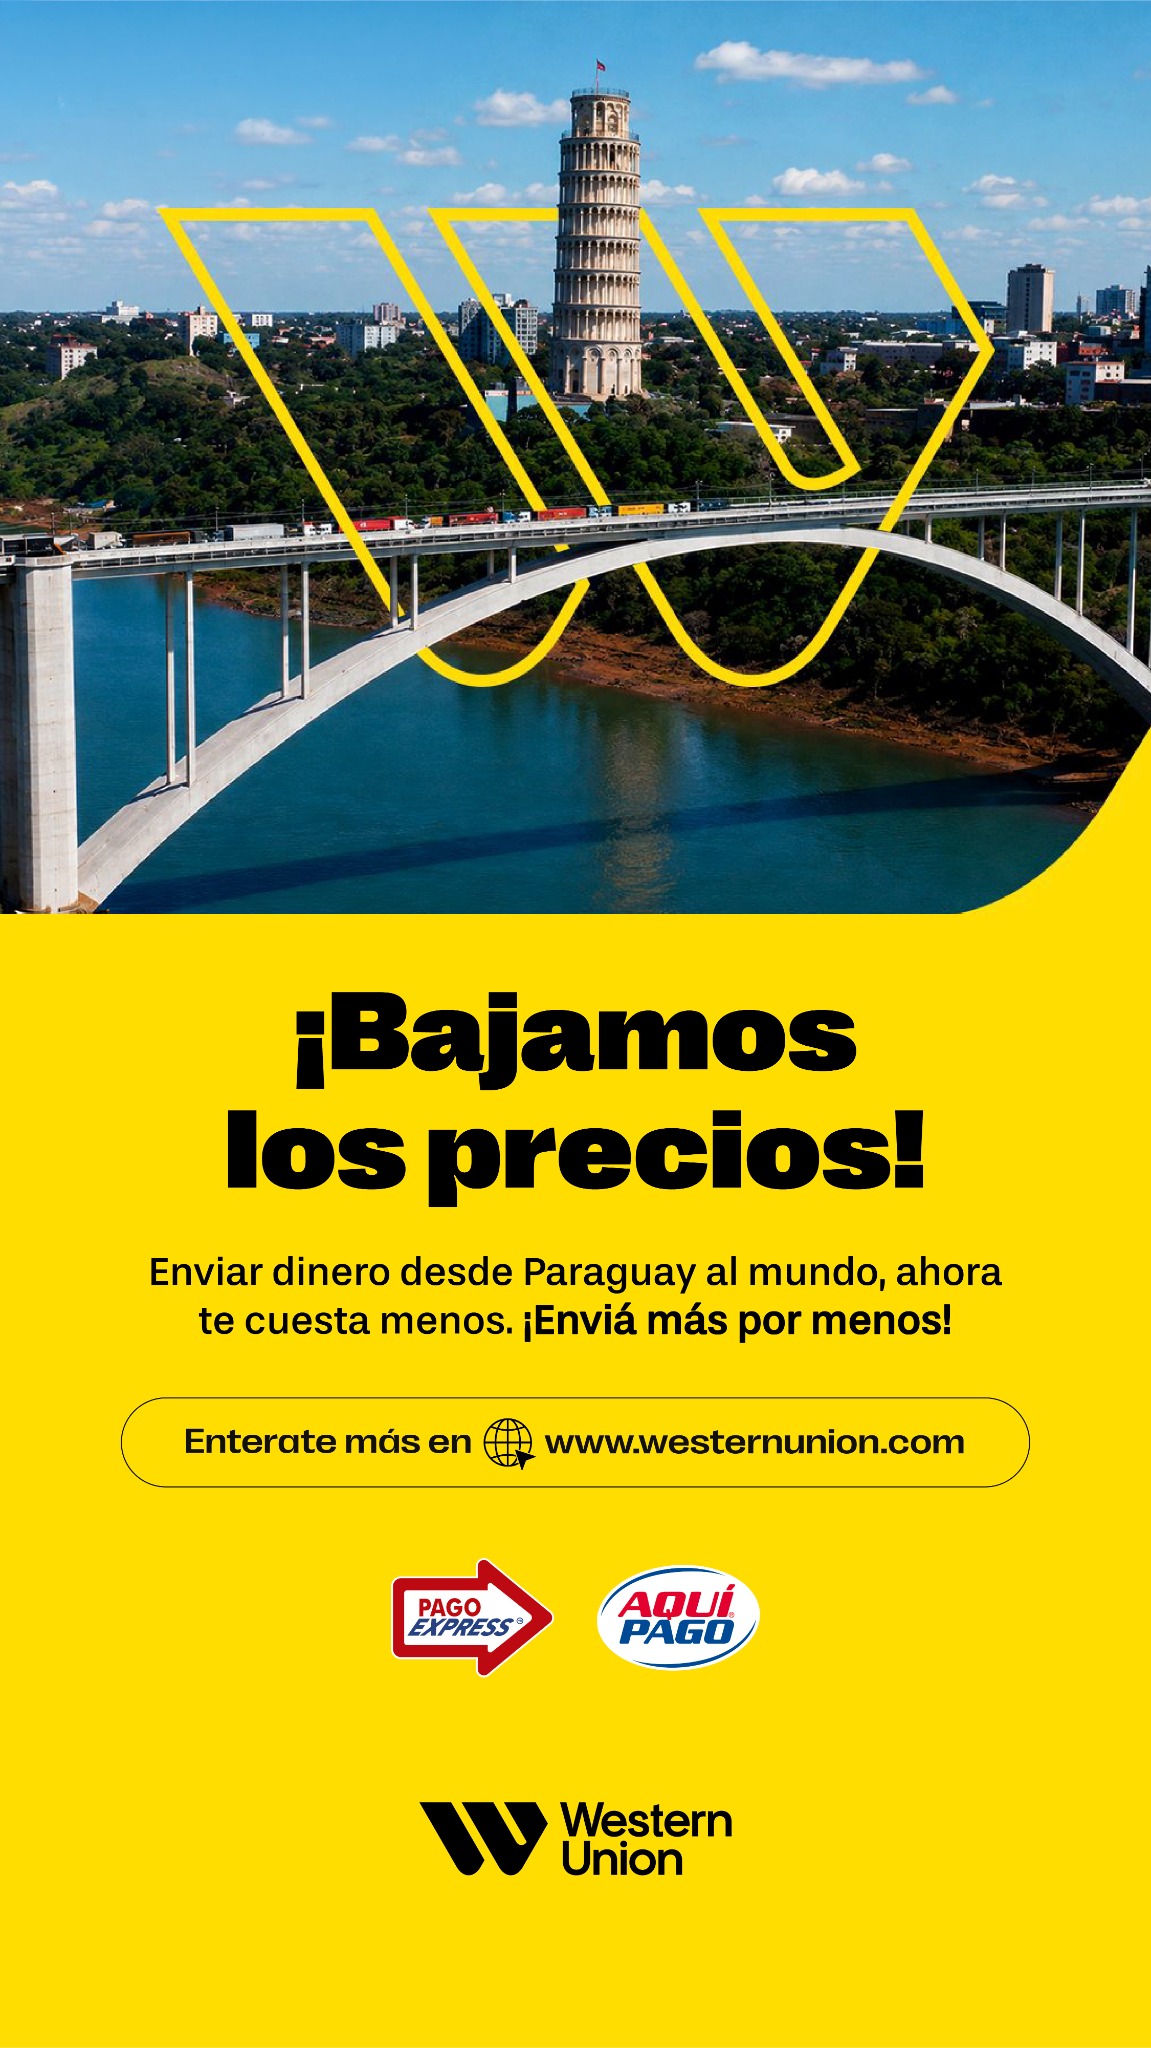 ¡Bajamos
los precios!
Enviar dinero desde Paraguay al mundo, ahora
te cuesta menos. ¡Enviá más por menos!
Enterate más en www.westernunion.com
PAGO
EXPRESS
AQUÍ
PAGO
Western
Union